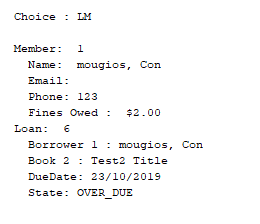 Choice : LM
Member:  1
Name:  mougios, Con
Email:
Phone: 123
Fines Owed :  $2.00
Loan:  6
Borrower 1 : mougios, Con
Book 2 : Test2 Title
DueDate: 23/10/2019
State: OVER_DUE